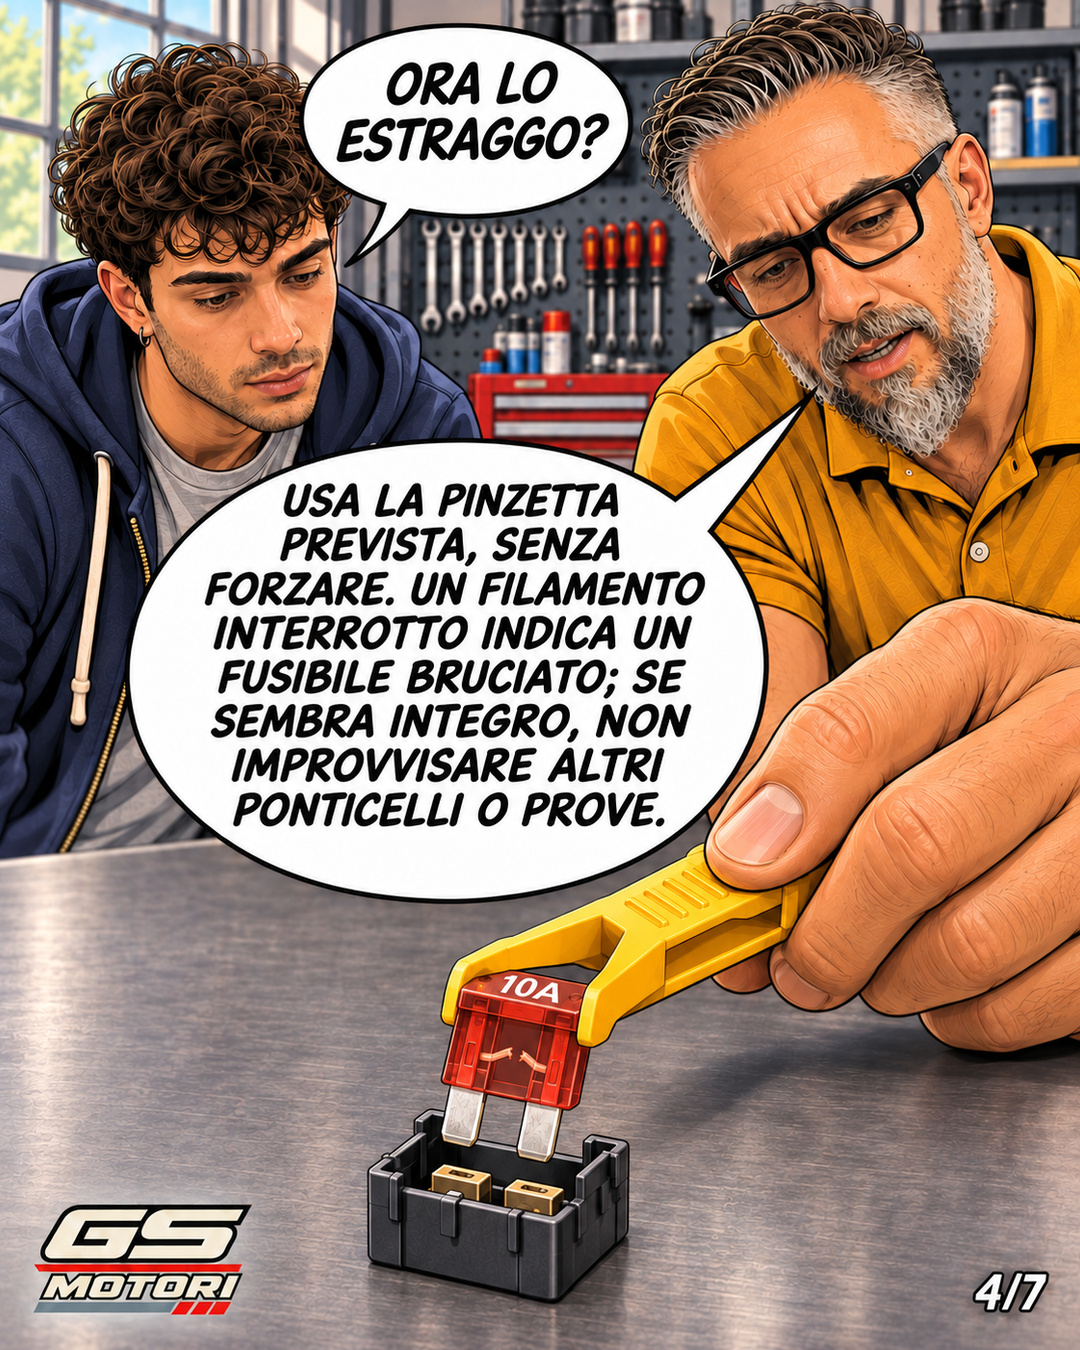 ORA LO
ESTRAGGO?
USA LA PINZETTA
PREVISTA, SENZA
FORZARE. UN FILAMENTO
INTERROTTO INDICA UN
FUSIBILE BRUCIATO; SE
SEMBRA INTEGRO, NON
IMPROVVISARE ALTRI
PONTICELLI O PROVE.
10A
GS
MOTORI
4/7